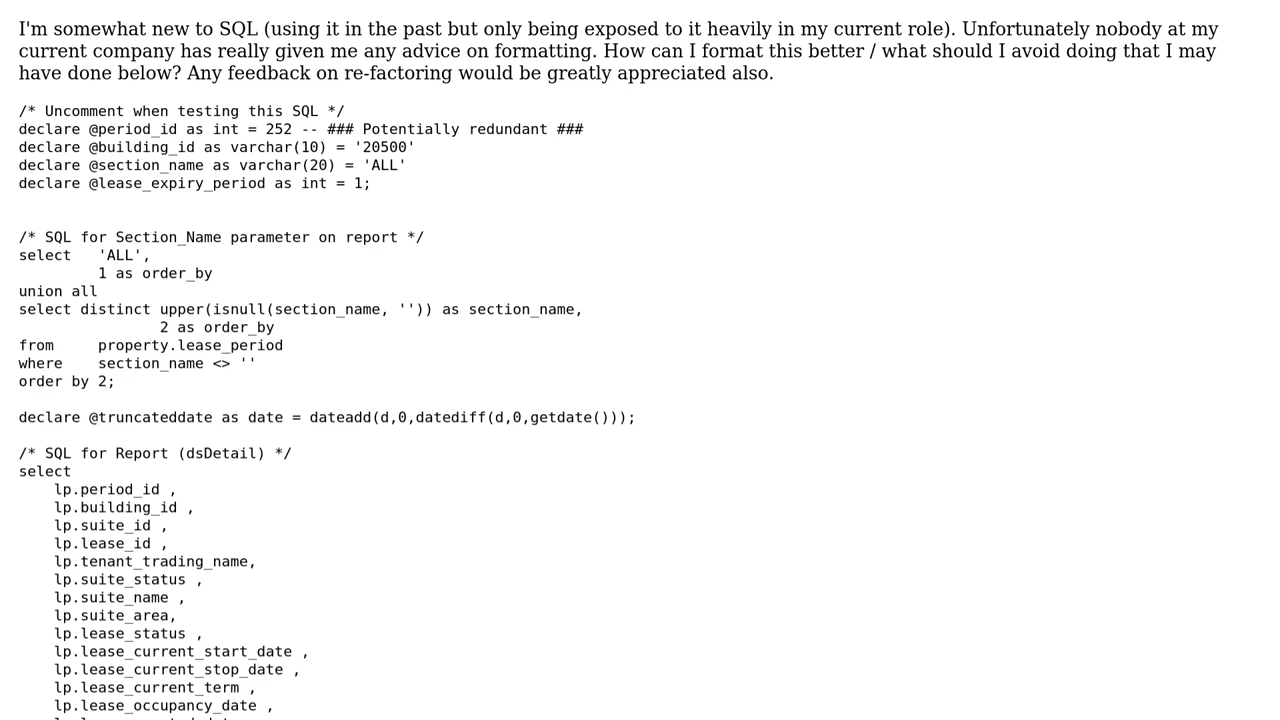 I'm somewhat new to SQL (using it in the past but only being exposed to it heavily in my current role). Unfortunately nobody at my
current company has really given me any advice on formatting. How can I format this better / what should I avoid doing that I may
have done below? Any feedback on re-factoring would be greatly appreciated also.
/* Uncomment when testing this SQL */
declare @period_id as int = 252 -- ### Potentially redundant ###
declare @building_id as varchar(10) = '20500'
declare @section_name as varchar(20) = 'ALL'
declare @lease_expiry_period as int = 1;
/* SQL for Section_Name parameter on report */
select   'ALL',
         1 as order_by
union all
select distinct upper(isnull(section_name, '')) as section_name,
                2 as order_by
from     property.lease_period
where    section_name <> ''
order by 2;
declare @truncateddate as date = dateadd(d,0,datediff(d,0,getdate()));
/* SQL for Report (dsDetail) */
select
    lp.period_id ,
    lp.building_id ,
    lp.suite_id ,
    lp.lease_id ,
    lp.tenant_trading_name,
    lp.suite_status ,
    lp.suite_name ,
    lp.suite_area,
    lp.lease_status ,
    lp.lease_current_start_date ,
    lp.lease_current_stop_date ,
    lp.lease_current_term ,
    lp.lease_occupancy_date ,